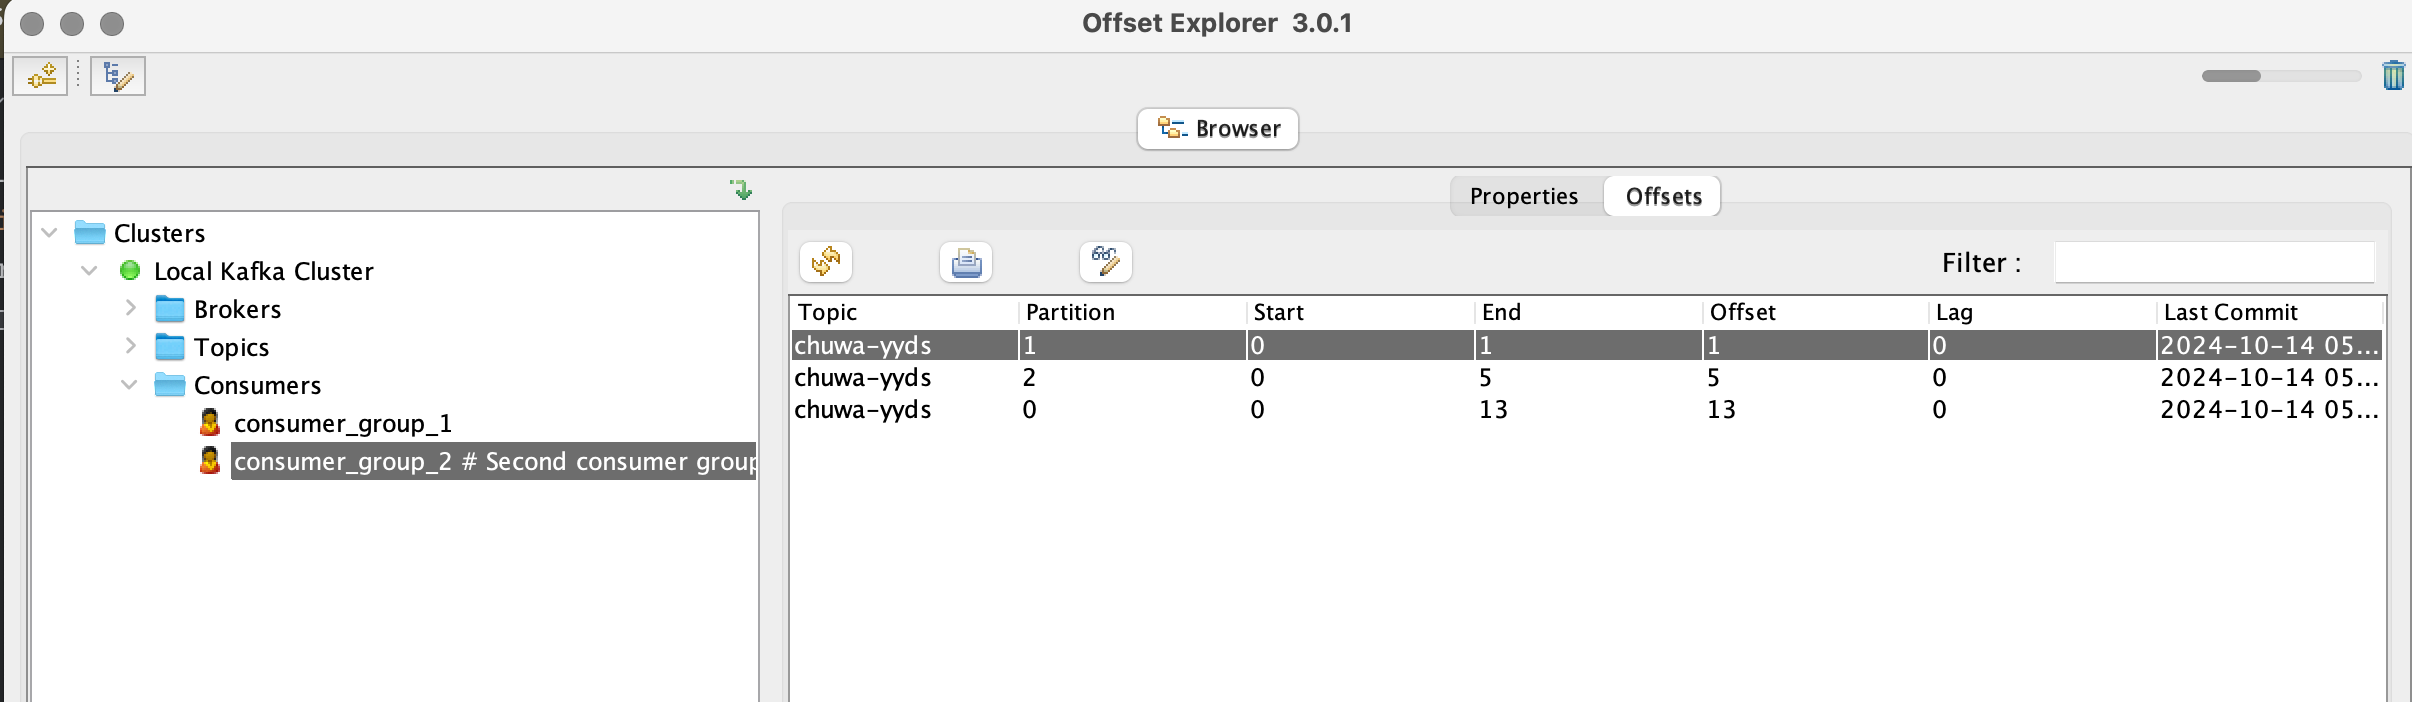 Offset Explorer 3.0.1
Browser
Clusters
Local Kafka Cluster
Brokers
Topics
Consumers
consumer_group_1
consumer_group_2 # Second consumer group
Properties Offsets
Filter :
Topic Partition Start End Offset Lag Last Commit
chuwa-yyds 1 0 1 1 0 2024-10-14 05...
chuwa-yyds 2 0 5 5 0 2024-10-14 05...
chuwa-yyds 0 0 13 13 0 2024-10-14 05...